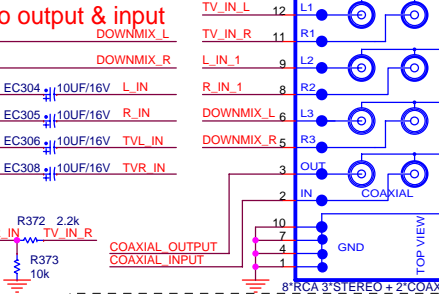 o output & input
TV_IN_L 12 L1
DOWNMIX_L TV_IN_R 11 R1
DOWNMIX_R L_IN_1 9 L2
EC304 10UF/16V L_IN R_IN_1 8 R2
EC305 10UF/16V R_IN DOWNMIX_L 6 L3
EC306 10UF/16V TVL_IN DOWNMIX_R 5 R3
EC308 10UF/16V TVR_IN 3 OUT
2 IN COAXIAL
R372 2.2k 10
_IN TV_IN_R 7
COAXIAL_OUTPUT 4 GND
R373 COAXIAL_INPUT 1
10k
TOP VIEW
8*RCA 3*STEREO + 2*COAX